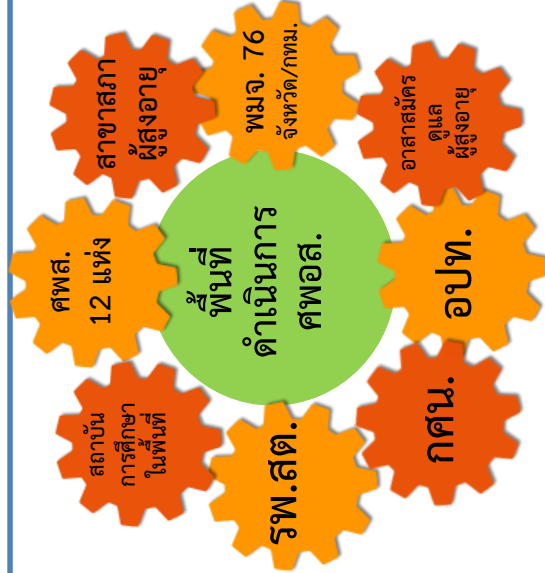 พื้นที่
ดำเนินการ
ศพอส.
ศพส.
12 แห่ง
สาขาสภา
ผู้สูงอายุ
พมจ. 76
จังหวัด/กทม.
อาสาสมัคร
ดูแล
ผู้สูงอายุ
อปท.
กศน.
รพ.สต.
สถาบัน
การศึกษา
ในพื้นที่